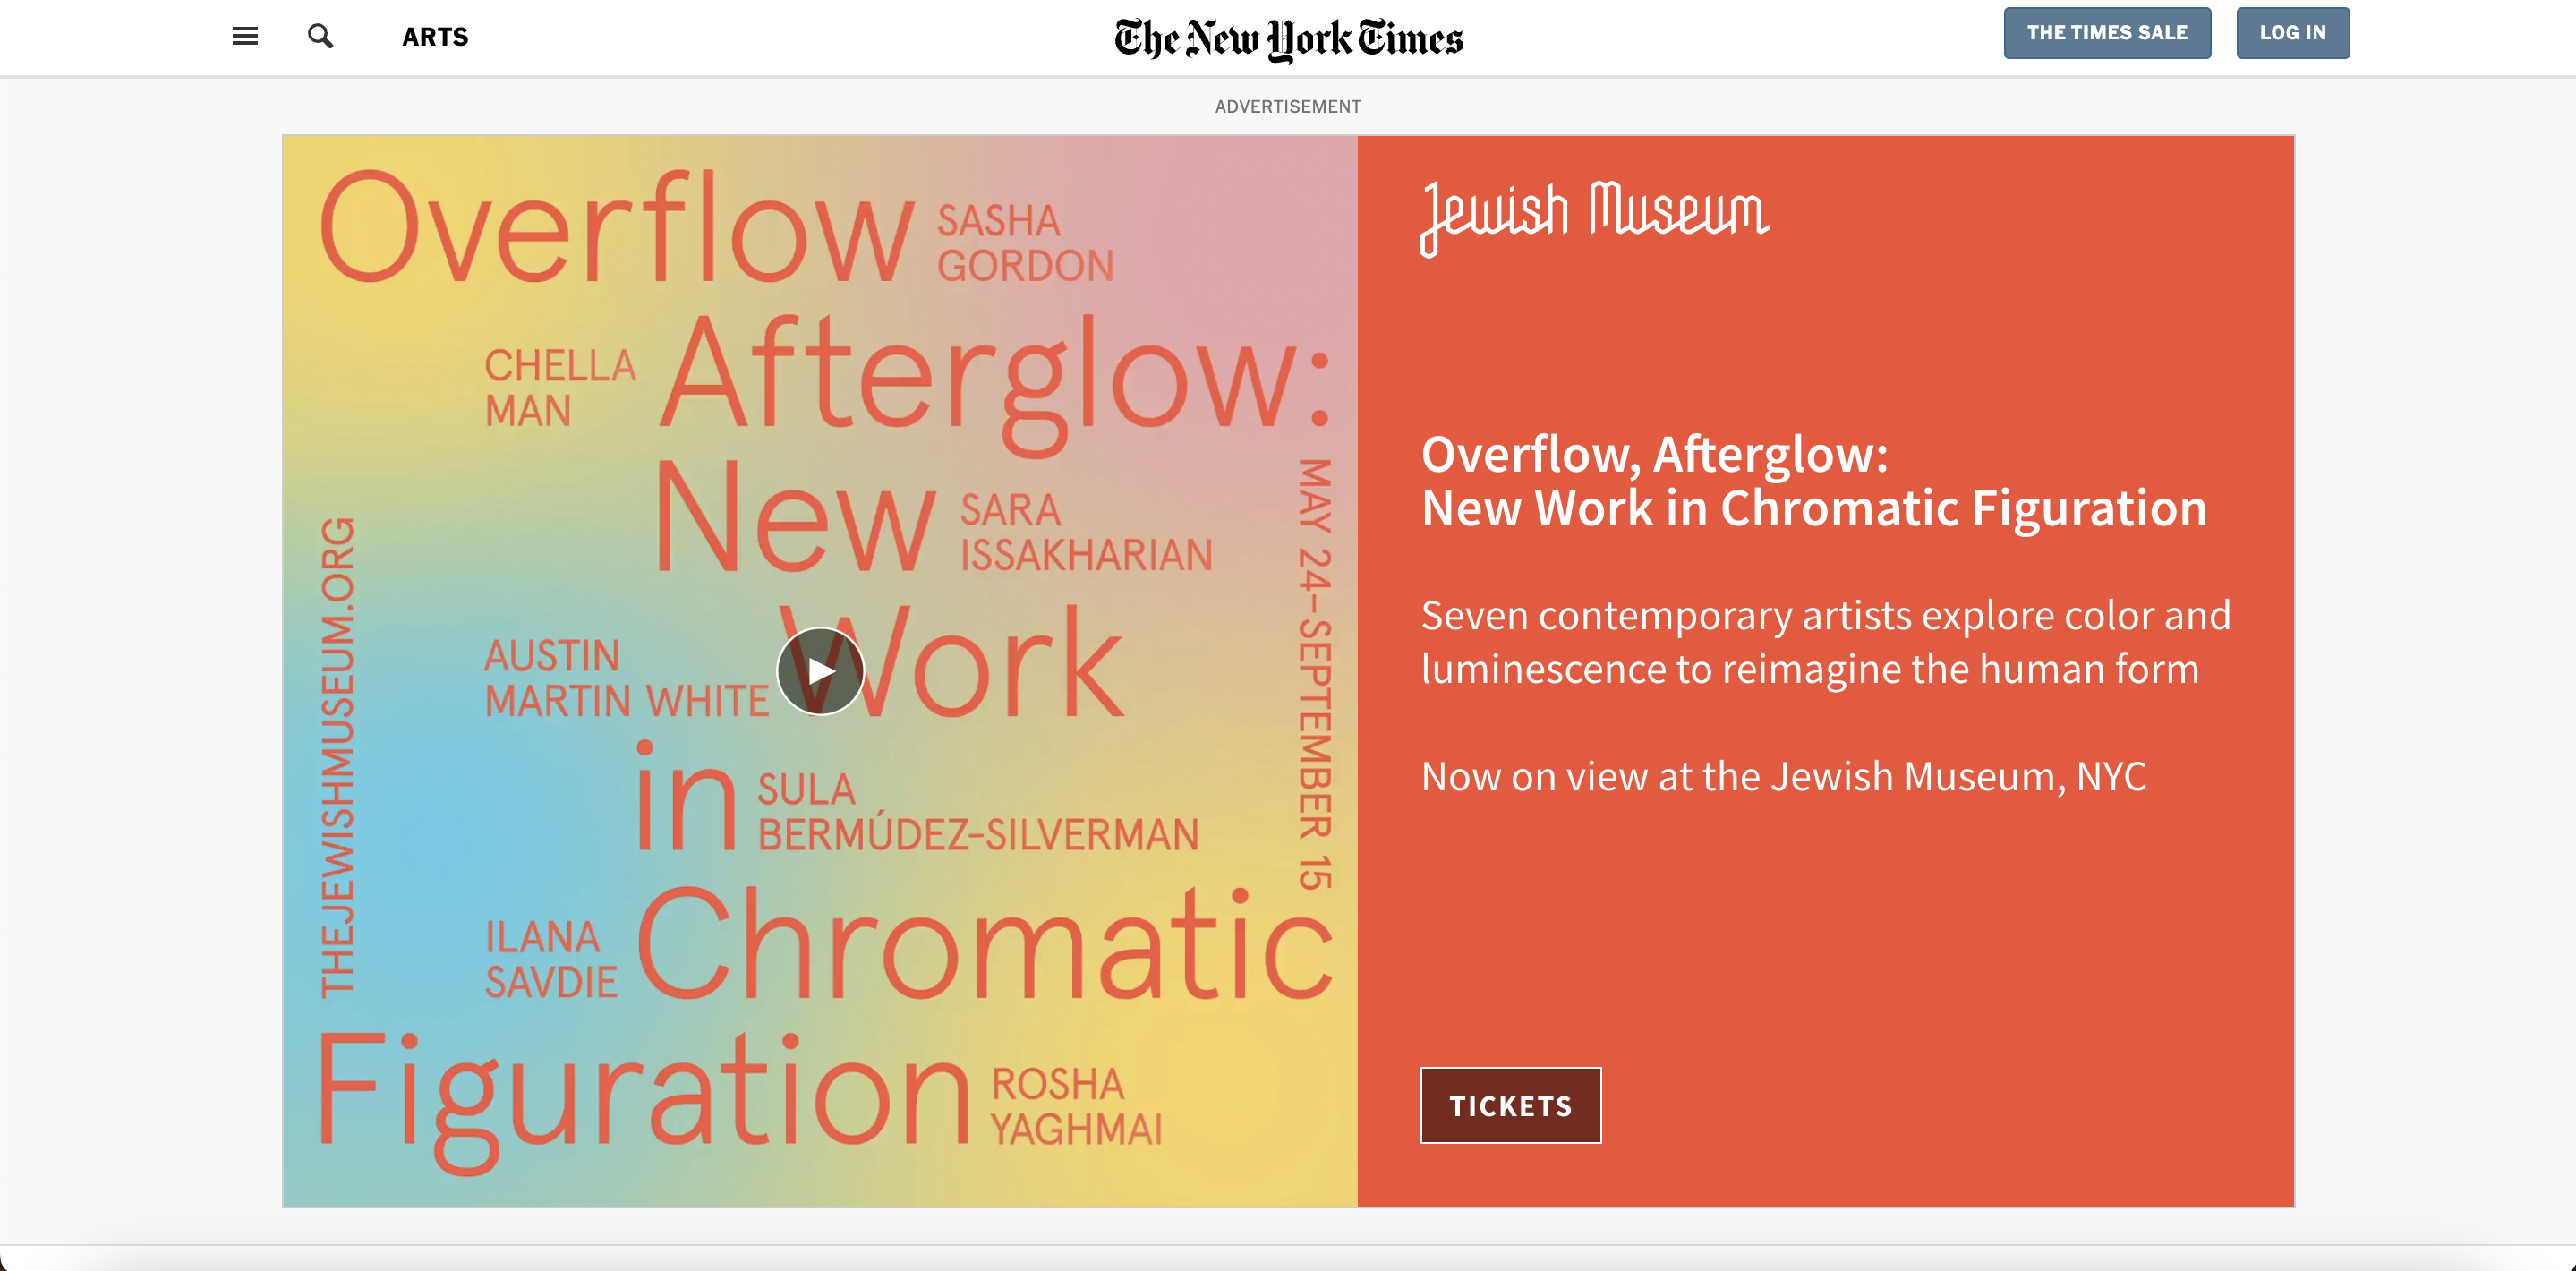 ARTS
The New York Times
THE TIMES SALE
LOG IN
ADVERTISEMENT
Overflow
SASHA
GORDON
CHELLA
MAN
Afterglow:
New
SARA
ISSAKHARIAN
AUSTIN
MARTIN WHITE
Work
in
SULA
BERMÚDEZ–SILVERMAN
ILANA
SAVDIE
Chromatic
Figuration
ROSHA
YAGHMAI
THEJEWISHMUSEUM.ORG
MAY 24–SEPTEMBER 15
Jewish Museum
Overflow, Afterglow:
New Work in Chromatic Figuration
Seven contemporary artists explore color and
luminescence to reimagine the human form
Now on view at the Jewish Museum, NYC
TICKETS